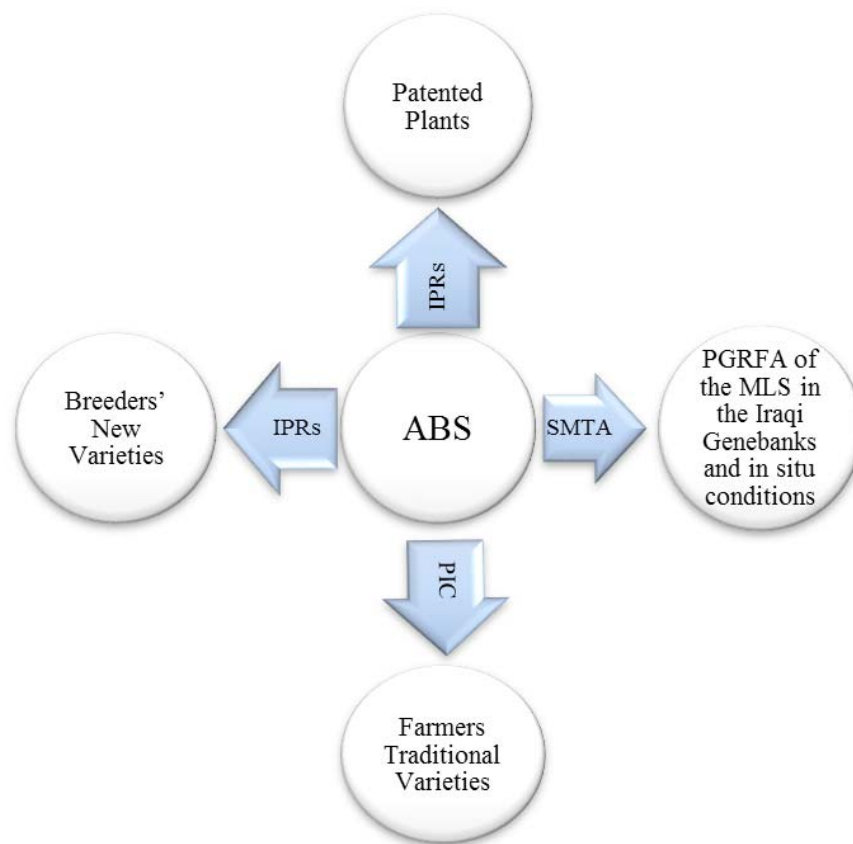 Patented
Plants
IPRs
Breeders’
New
Varieties
IPRs
ABS
SMTA
PGRFA of
the MLS in
the Iraqi
Genebanks
and in situ
conditions
PIC
Farmers
Traditional
Varieties